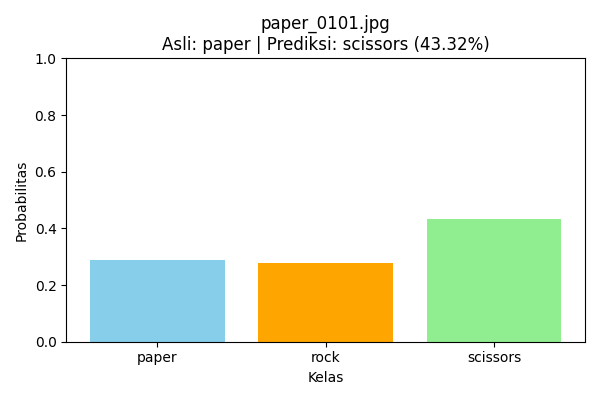 paper_0101.jpg
Asli: paper | Prediksi: scissors (43.32%)
1.0
0.8
0.6
0.4
0.2
0.0
Probabilitas
paper rock scissors
Kelas